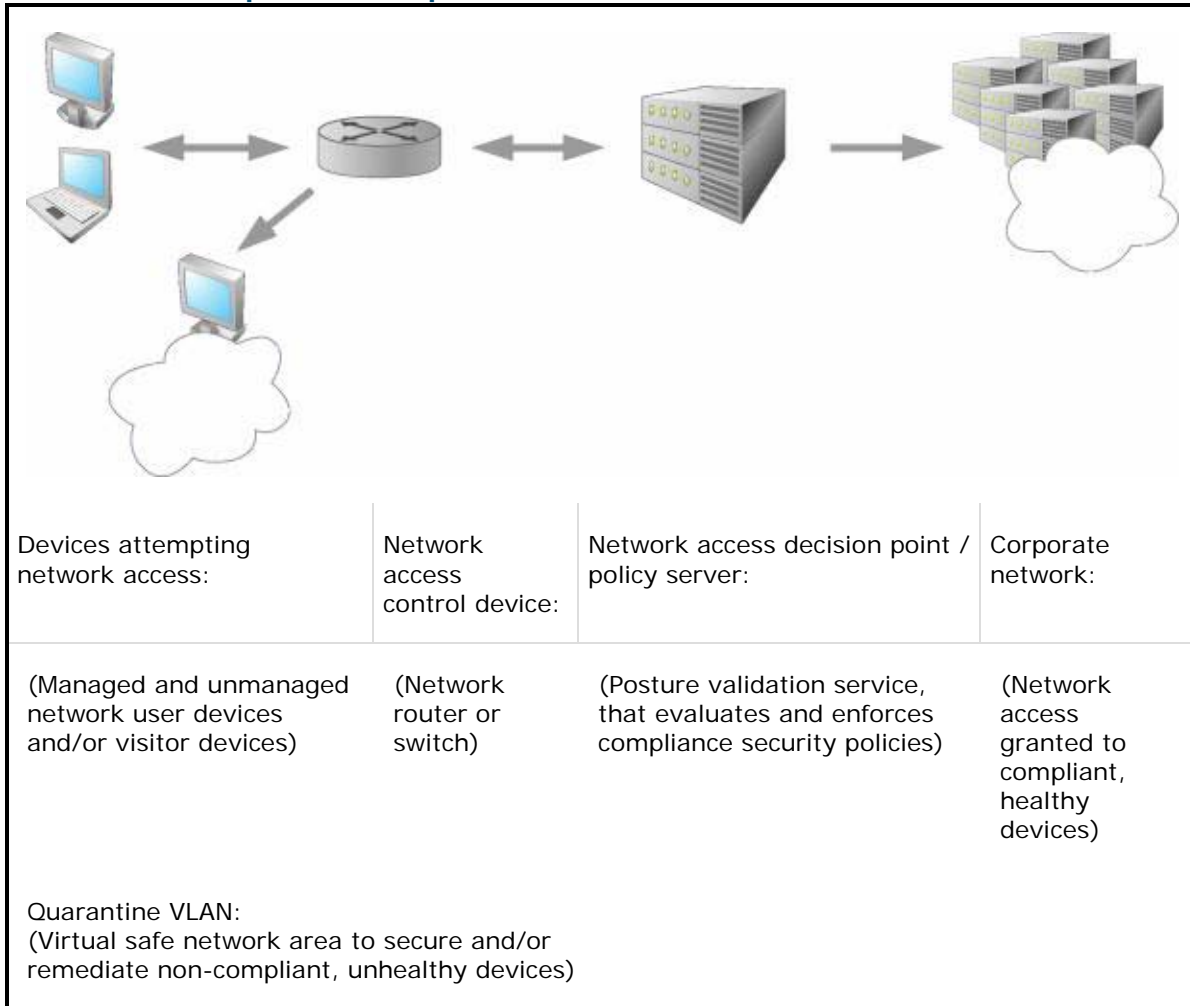 Devices attempting
network access:
Network
access
control device:
Network access decision point /
policy server:
Corporate
network:
(Managed and unmanaged
network user devices
and/or visitor devices)
(Network
router or
switch)
(Posture validation service,
that evaluates and enforces
compliance security policies)
(Network
access
granted to
compliant,
healthy
devices)
Quarantine VLAN:
(Virtual safe network area to secure and/or
remediate non-compliant, unhealthy devices)